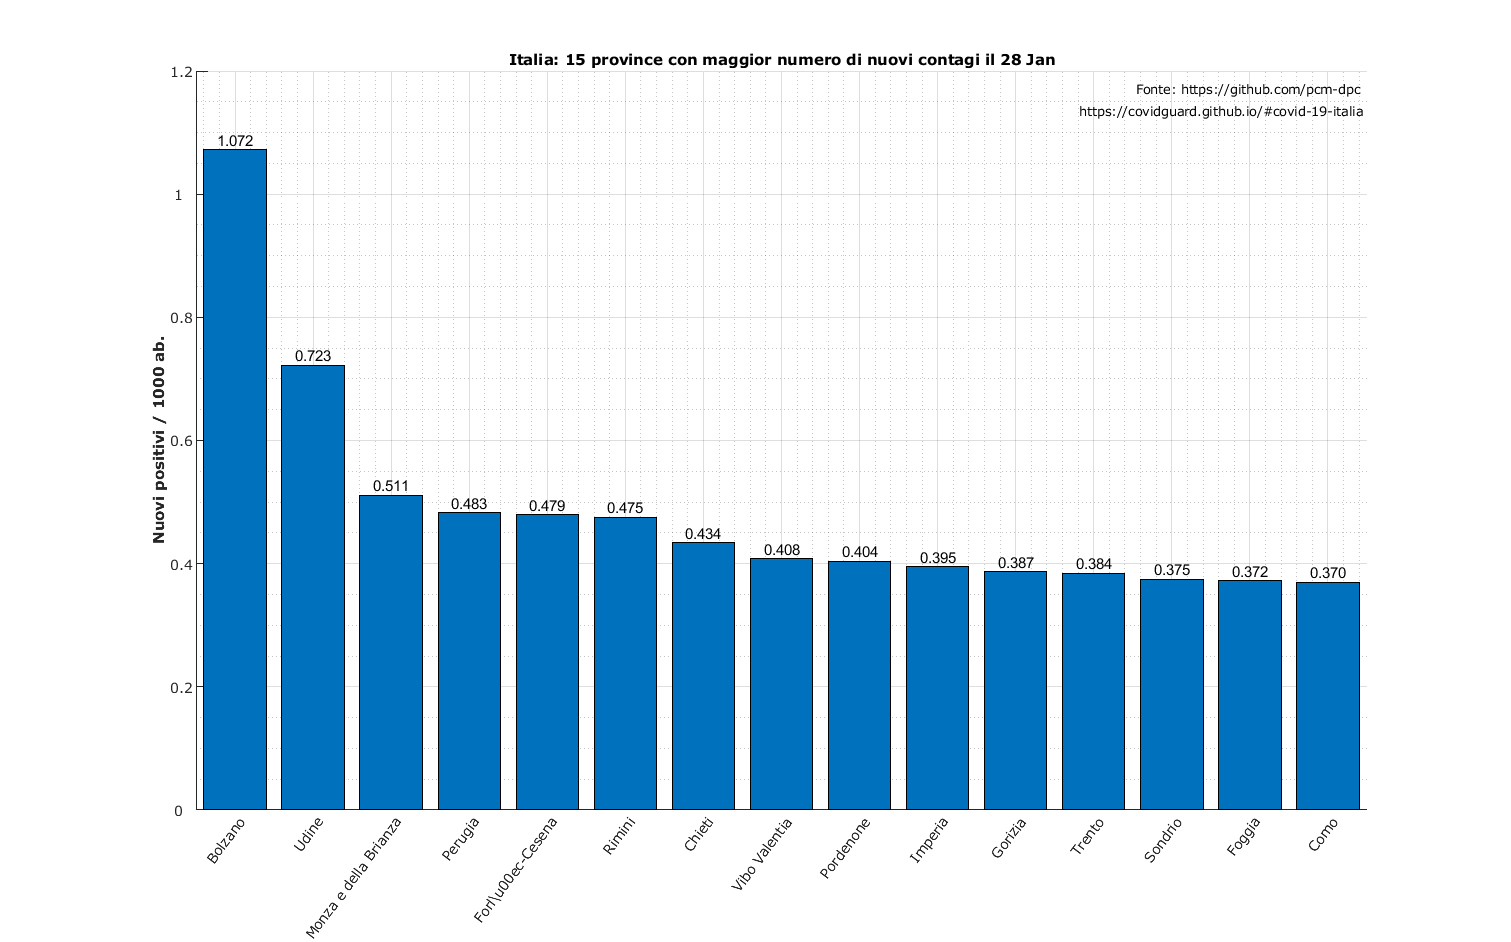 Italia: 15 province con maggior numero di nuovi contagi il 28 Jan
Fonte: https://github.com/pcm-dpc
https://covidguard.github.io/#covid-19-italia
Nuovi positivi / 1000 ab.
1.2
1
0.8
0.6
0.4
0.2
0
1.072
0.723
0.511
0.483
0.479
0.475
0.434
0.408
0.404
0.395
0.387
0.384
0.375
0.372
0.370
Bolzano
Udine
Monza e della Brianza
Perugia
Forl\u00ec-Cesena
Rimini
Chieti
Vibo Valentia
Pordenone
Imperia
Gorizia
Trento
Sondrio
Foggia
Como